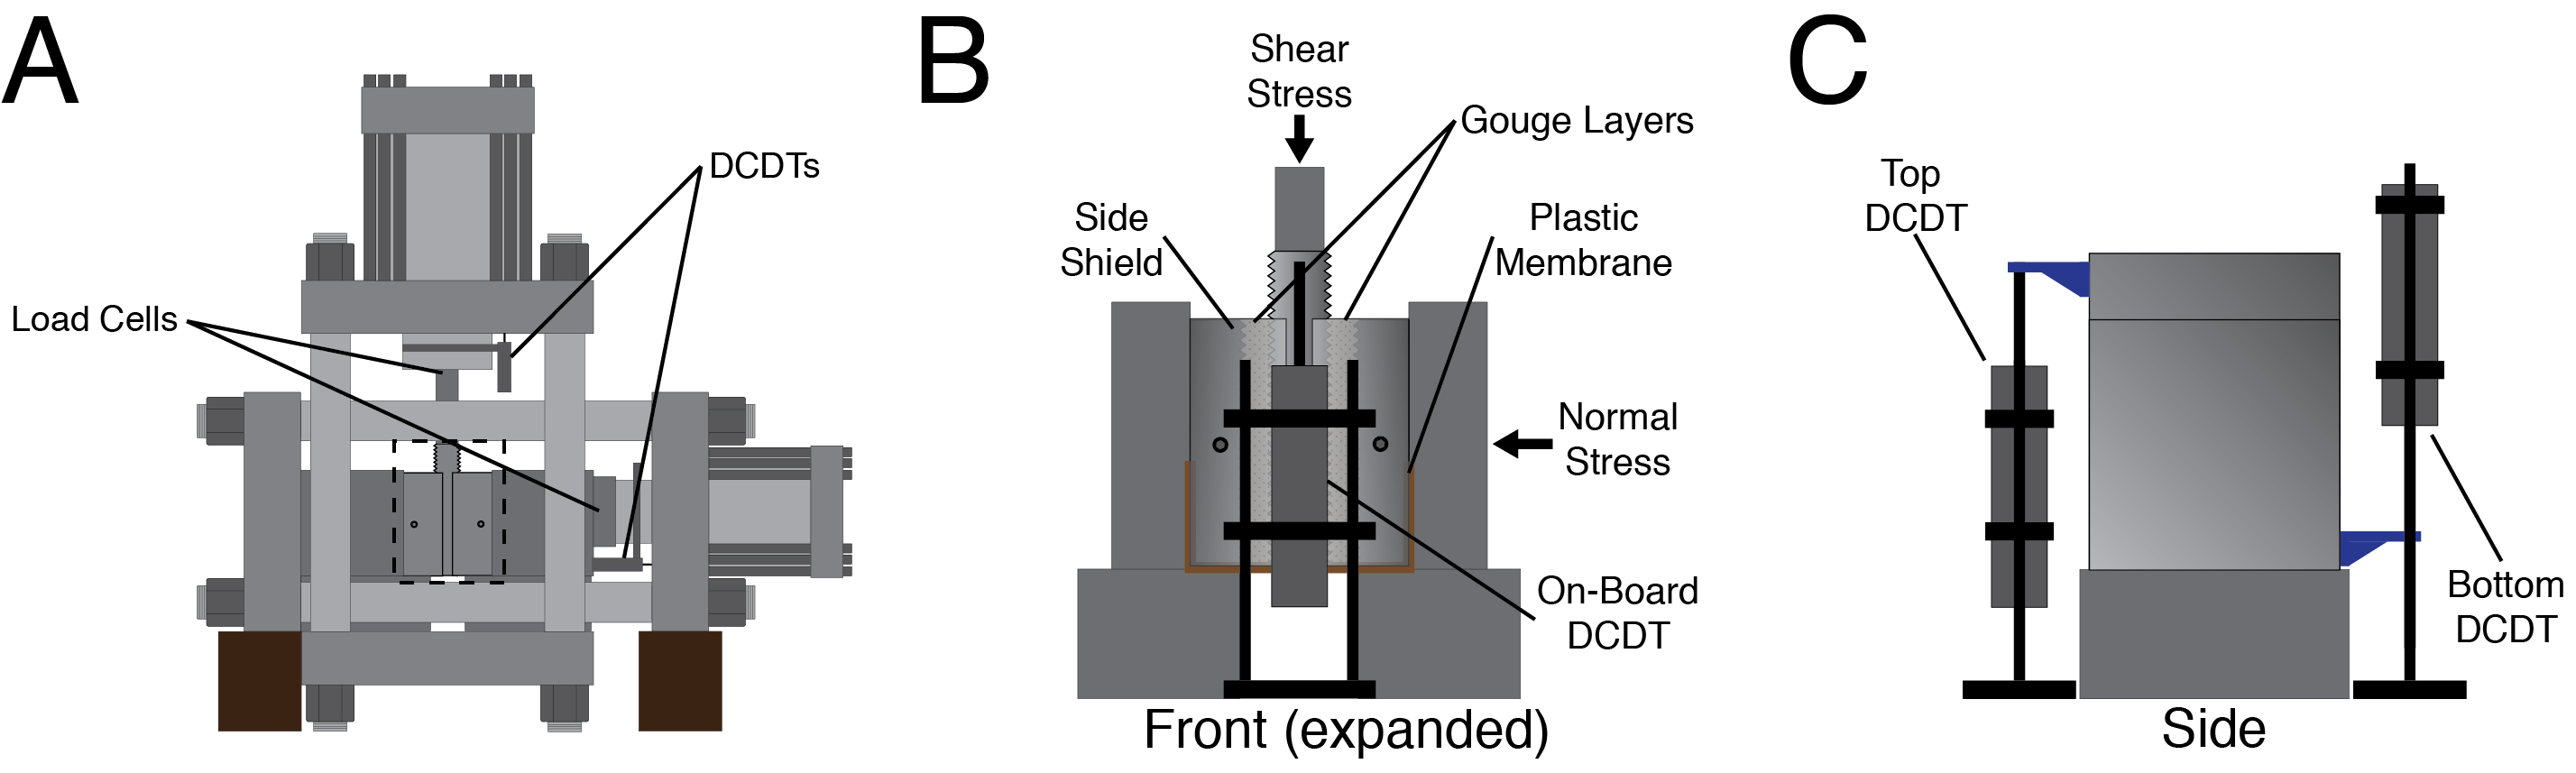 A
DCDTs
Load Cells
B
Shear
Stress
Gouge Layers
Side
Shield
Plastic
Membrane
Normal
Stress
On-Board
DCDT
Front (expanded)
C
Top
DCDT
Bottom
DCDT
Side